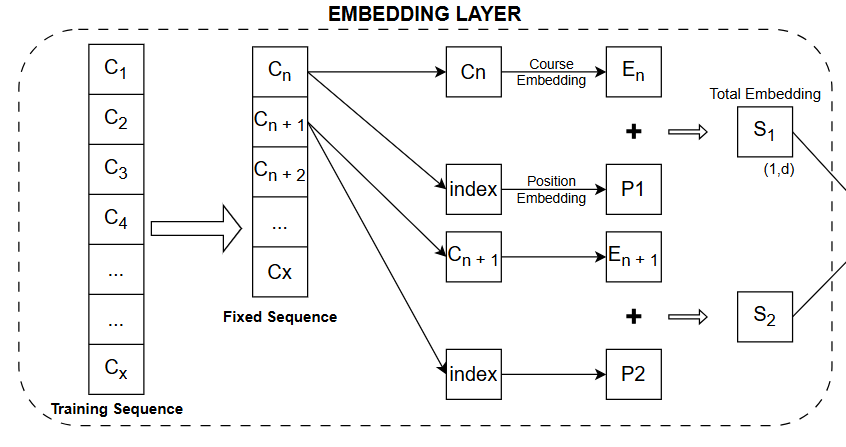 EMBEDDING LAYER
C1
C2
C3
C4
...
...
Cx
Training Sequence
Cn
Cn + 1
Cn + 2
...
Cx
Fixed Sequence
Cn
Course
Embedding
En
+
index
Position
Embedding
P1
Total Embedding
S1
(1,d)
Cn + 1
En + 1
+
S2
index
P2